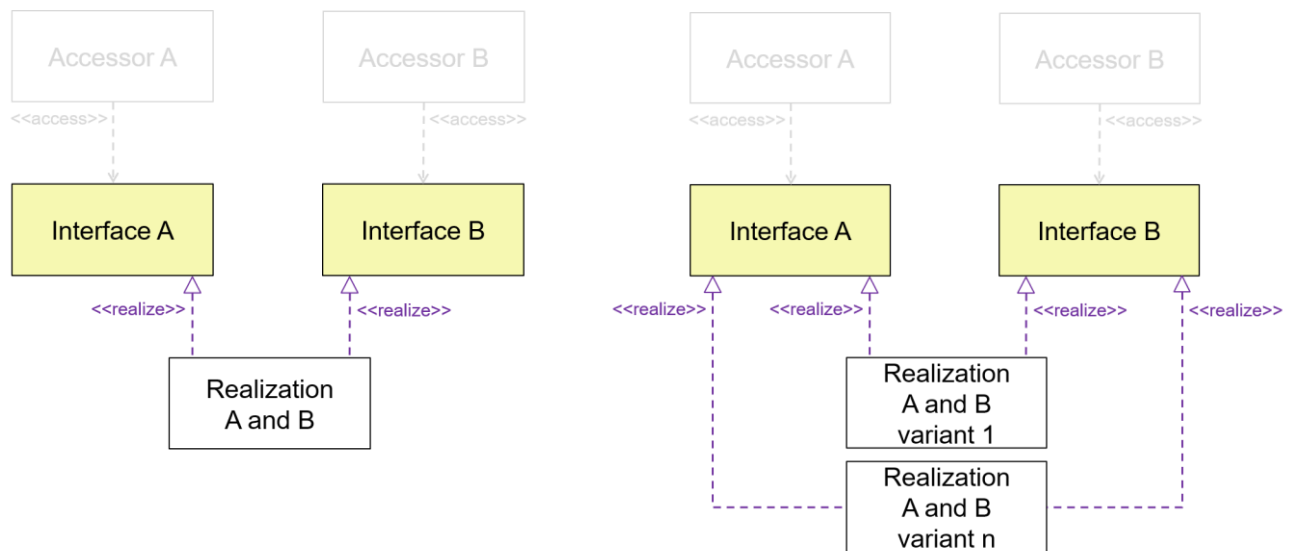 Accessor A
Accessor B
Accessor A
Accessor B
<<access>>
<<access>>
<<access>>
<<access>>
Interface A
Interface B
Interface A
Interface B
<<realize>>
<<realize>>
<<realize>>
<<realize>>
<<realize>>
<<realize>>
Realization
A and B
Realization
A and B
variant 1
Realization
A and B
variant n